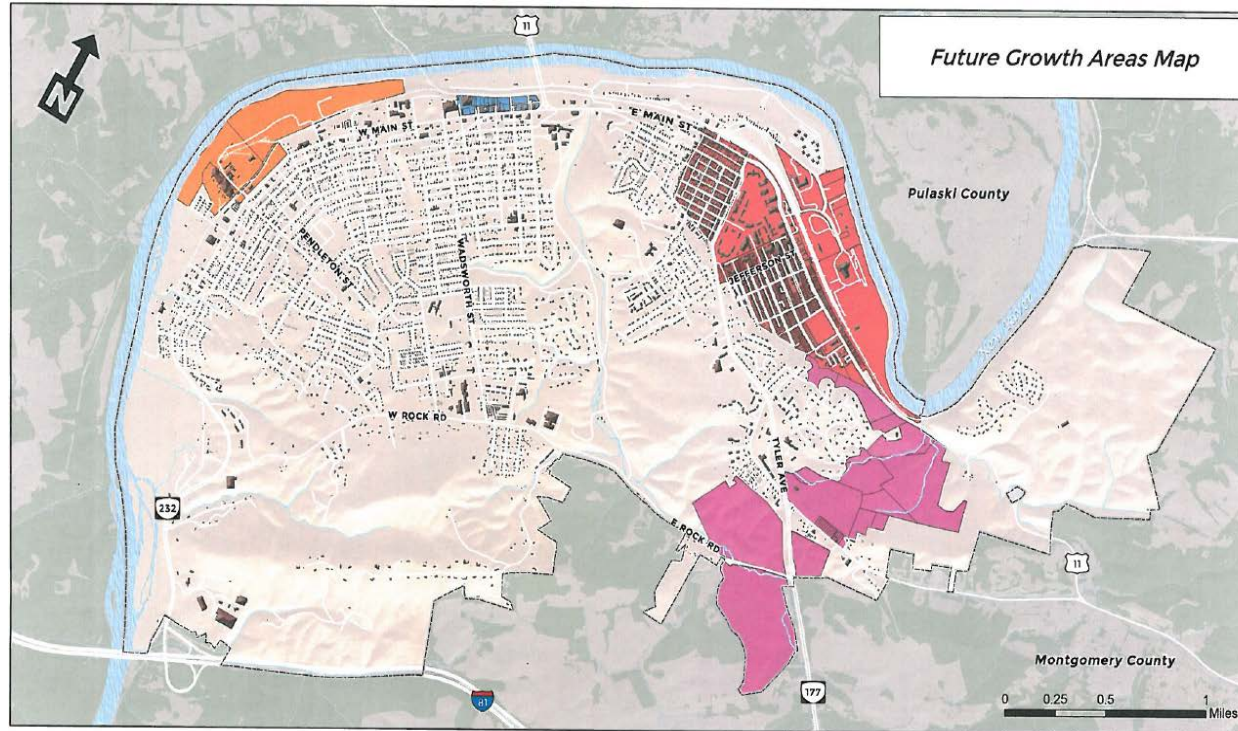 Future Growth Areas Map
N
11
W MAIN ST
E MAIN ST
Pulaski County
PENDLETON ST
WADSWORTH ST
JEFFERSON ST
W ROCK RD
TYLER AVE
232
E. ROCK RD
11
Montgomery County
81
177
0 0.25 0.5 1
Miles